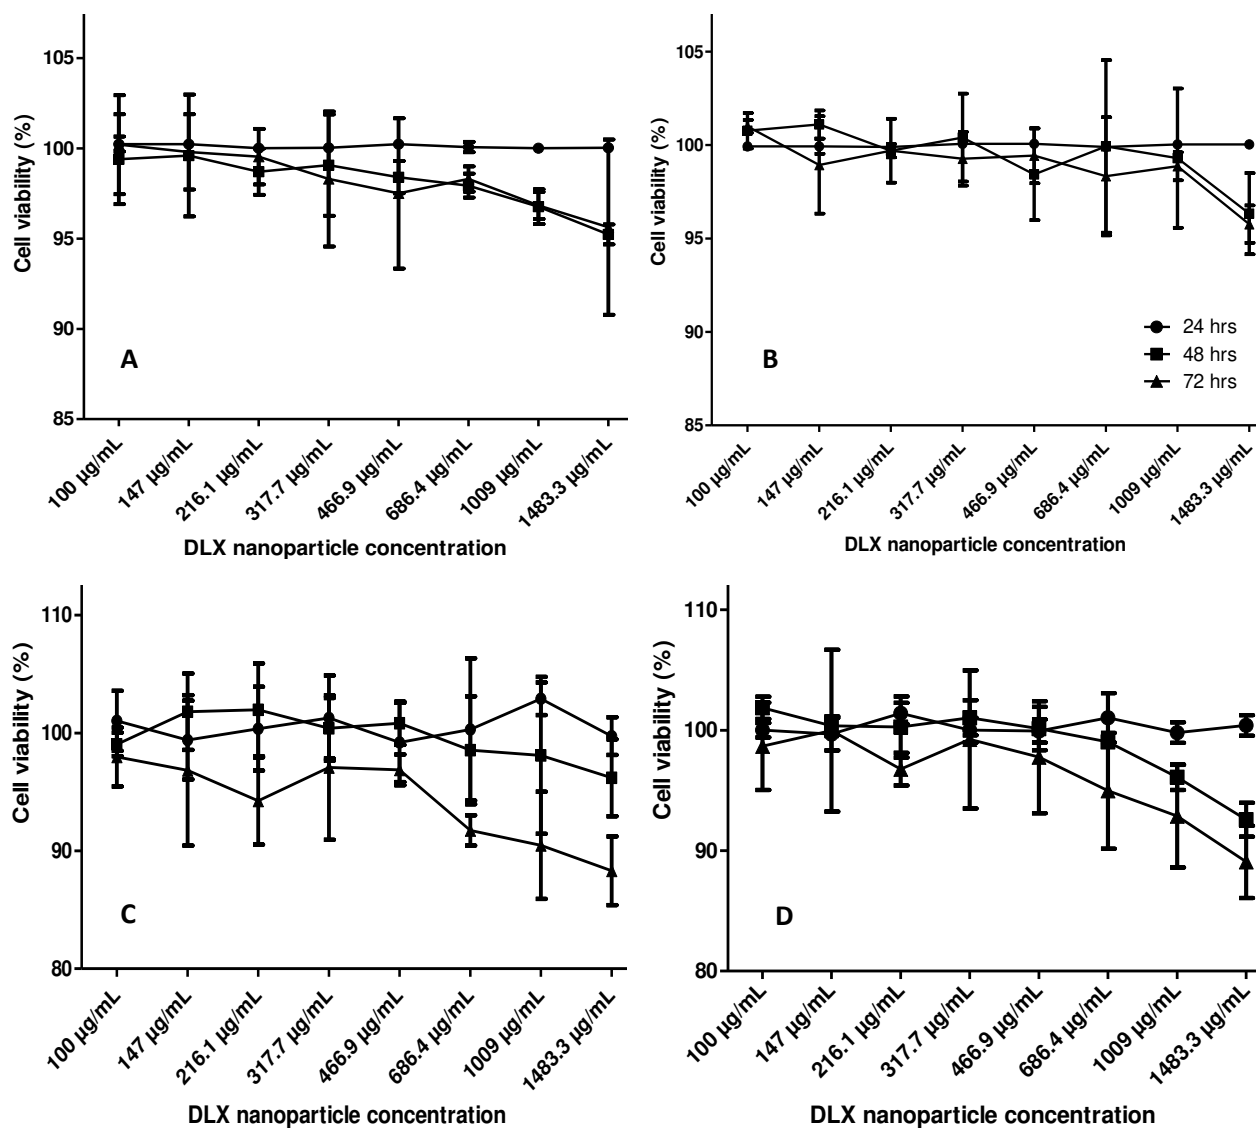 105
100
95
90
85
Cell viability (%)
A
100 µg/mL
147 µg/mL
216.1 µg/mL
317.7 µg/mL
466.9 µg/mL
686.4 µg/mL
1009 µg/mL
1483.3 µg/mL
DLX nanoparticle concentration
105
100
95
90
85
Cell viability (%)
24 hrs
48 hrs
72 hrs
B
100 µg/mL
147 µg/mL
216.1 µg/mL
317.7 µg/mL
466.9 µg/mL
686.4 µg/mL
1009 µg/mL
1483.3 µg/mL
DLX nanoparticle concentration
110
100
90
80
Cell viability (%)
C
100 µg/mL
147 µg/mL
216.1 µg/mL
317.7 µg/mL
466.9 µg/mL
686.4 µg/mL
1009 µg/mL
1483.3 µg/mL
DLX nanoparticle concentration
110
100
90
80
Cell viability (%)
D
100 µg/mL
147 µg/mL
216.1 µg/mL
317.7 µg/mL
466.9 µg/mL
686.4 µg/mL
1009 µg/mL
1483.3 µg/mL
DLX nanoparticle concentration